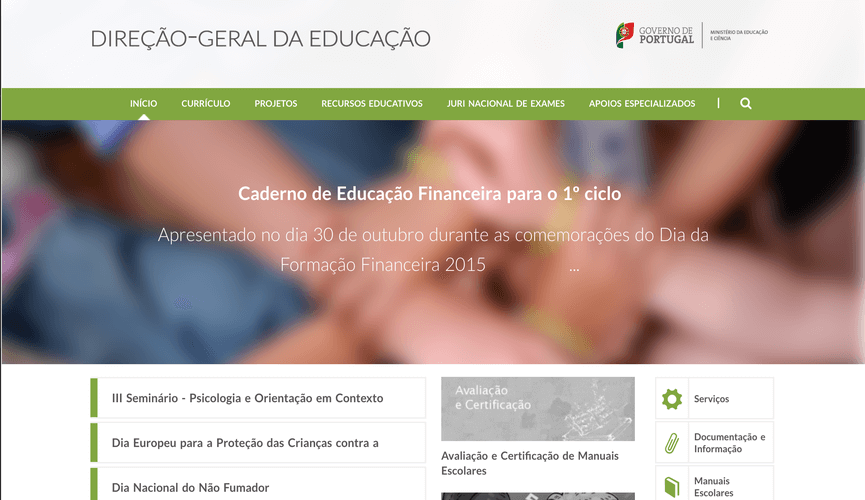 DIREÇÃO-GERAL DA EDUCAÇÃO
GOVERNO DE
PORTUGAL
MINISTÉRIO DA EDUCAÇÃO
E CIÊNCIA
INÍCIO
CURRÍCULO
PROJETOS
RECURSOS EDUCATIVOS
JURI NACIONAL DE EXAMES
APOIOS ESPECIALIZADOS
Caderno de Educação Financeira para o 1º ciclo
Apresentado no dia 30 de outubro durante as comemorações do Dia da
Formação Financeira 2015 ...
III Seminário - Psicologia e Orientação em Contexto
Dia Europeu para a Proteção das Crianças contra a
Dia Nacional do Não Fumador
Avaliação
e Certificação
Avaliação e Certificação de Manuais
Escolares
Serviços
Documentação e
Informação
Manuais
Escolares